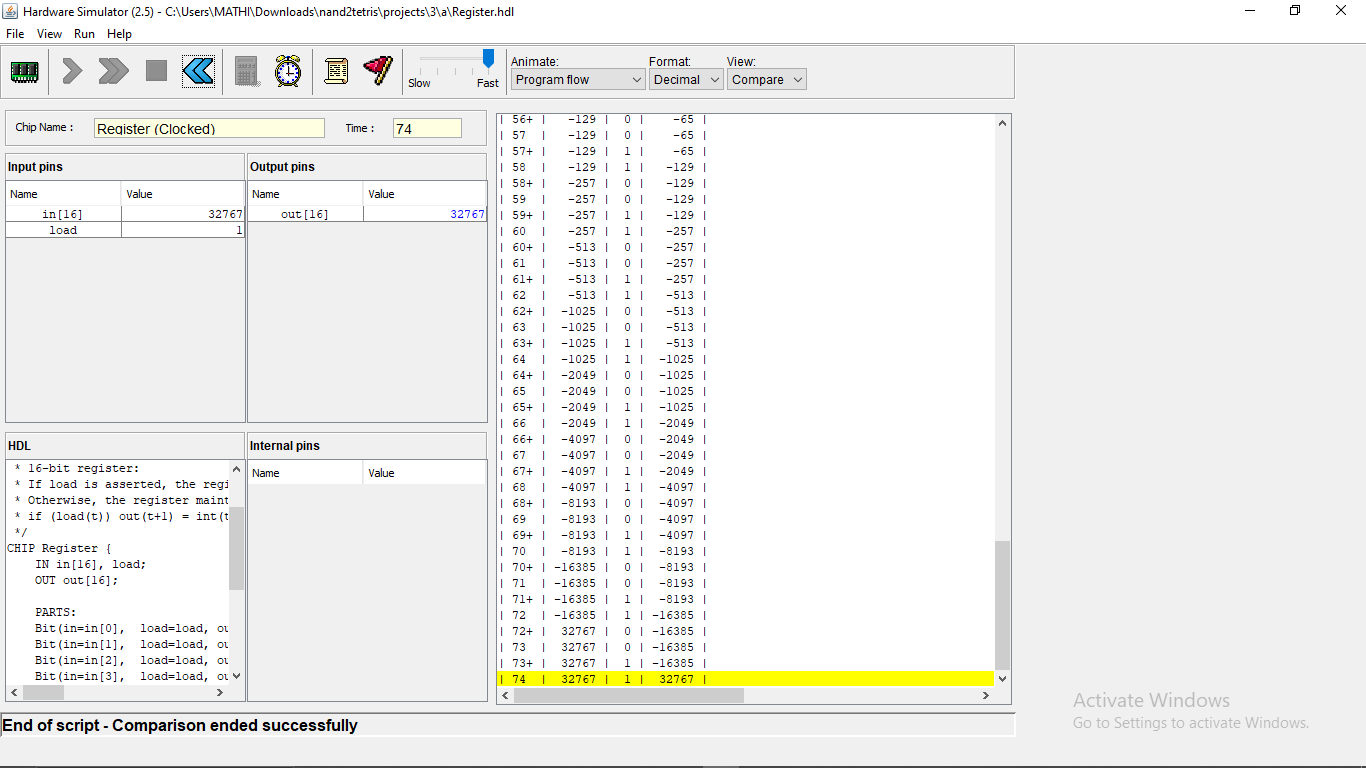 Hardware Simulator (2.5) - C:\Users\MATHI\Downloads\nand2tetris\projects\3\a\Register.hdl
File View Run Help
Slow Fast
Animate: Format: View:
Program flow Decimal Compare
Chip Name : Register (Clocked) Time : 74
Input pins
Name Value
in[16] 32767
load 1
Output pins
Name Value
out[16] 32767
HDL
* 16-bit register:
* If load is asserted, the regi
* Otherwise, the register maint
* if (load(t)) out(t+1) = int(t
*/
CHIP Register {
IN in[16], load;
OUT out[16];
PARTS:
Bit(in=in[0], load=load, ou
Bit(in=in[1], load=load, ou
Bit(in=in[2], load=load, ou
Bit(in=in[3], load=load, ou
Internal pins
Name Value
| 56+ | -129 | 0 | -65 |
| 57 | -129 | 0 | -65 |
| 57+ | -129 | 1 | -65 |
| 58 | -129 | 1 | -129 |
| 58+ | -257 | 0 | -129 |
| 59 | -257 | 0 | -129 |
| 59+ | -257 | 1 | -129 |
| 60 | -257 | 1 | -257 |
| 60+ | -513 | 0 | -257 |
| 61 | -513 | 0 | -257 |
| 61+ | -513 | 1 | -257 |
| 62 | -513 | 1 | -513 |
| 62+ | -1025 | 0 | -513 |
| 63 | -1025 | 0 | -513 |
| 63+ | -1025 | 1 | -513 |
| 64 | -1025 | 1 | -1025 |
| 64+ | -2049 | 0 | -1025 |
| 65 | -2049 | 0 | -1025 |
| 65+ | -2049 | 1 | -1025 |
| 66 | -2049 | 1 | -2049 |
| 66+ | -4097 | 0 | -2049 |
| 67 | -4097 | 0 | -2049 |
| 67+ | -4097 | 1 | -2049 |
| 68 | -4097 | 1 | -4097 |
| 68+ | -8193 | 0 | -4097 |
| 69 | -8193 | 0 | -4097 |
| 69+ | -8193 | 1 | -4097 |
| 70 | -8193 | 1 | -8193 |
| 70+ | -16385 | 0 | -8193 |
| 71 | -16385 | 0 | -8193 |
| 71+ | -16385 | 1 | -8193 |
| 72 | -16385 | 1 | -16385 |
| 72+ | 32767 | 0 | -16385 |
| 73 | 32767 | 0 | -16385 |
| 73+ | 32767 | 1 | -16385 |
| 74 | 32767 | 1 | 32767 |
Activate Windows
Go to Settings to activate Windows.
End of script - Comparison ended successfully